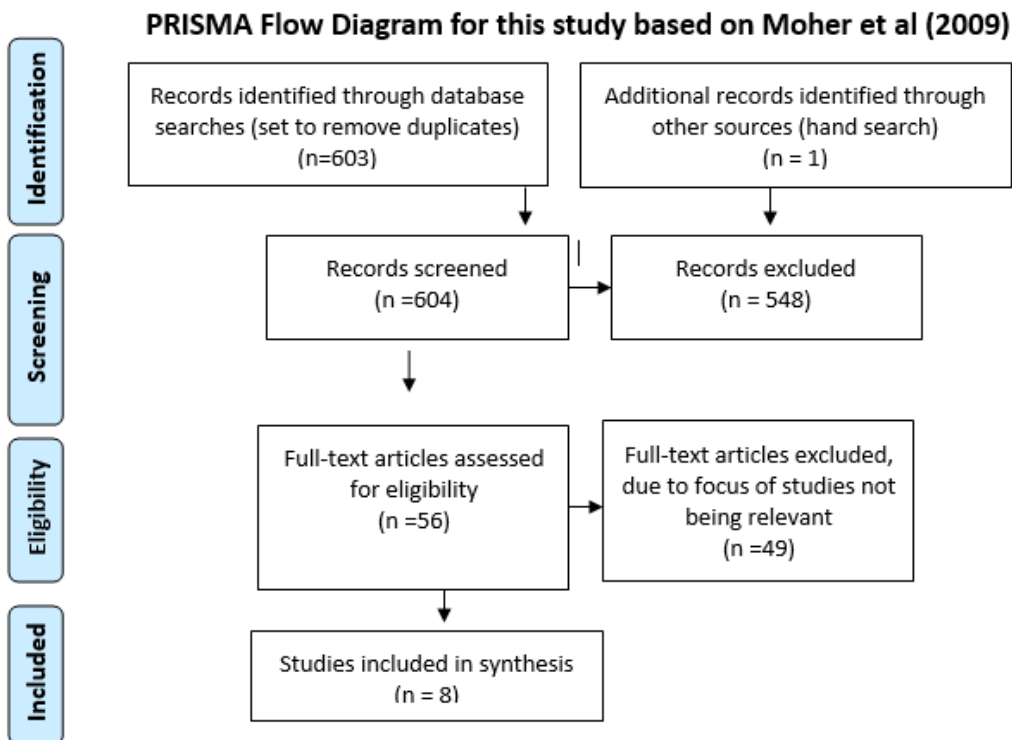 PRISMA Flow Diagram for this study based on Moher et al (2009)
Identification
Records identified through database
searches (set to remove duplicates)
(n=603)
Additional records identified through
other sources (hand search)
(n = 1)
Screening
Records screened
(n =604)
Records excluded
(n = 548)
Eligibility
Full-text articles assessed
for eligibility
(n =56)
Full-text articles excluded,
due to focus of studies not
being relevant
(n =49)
Included
Studies included in synthesis
(n = 8)